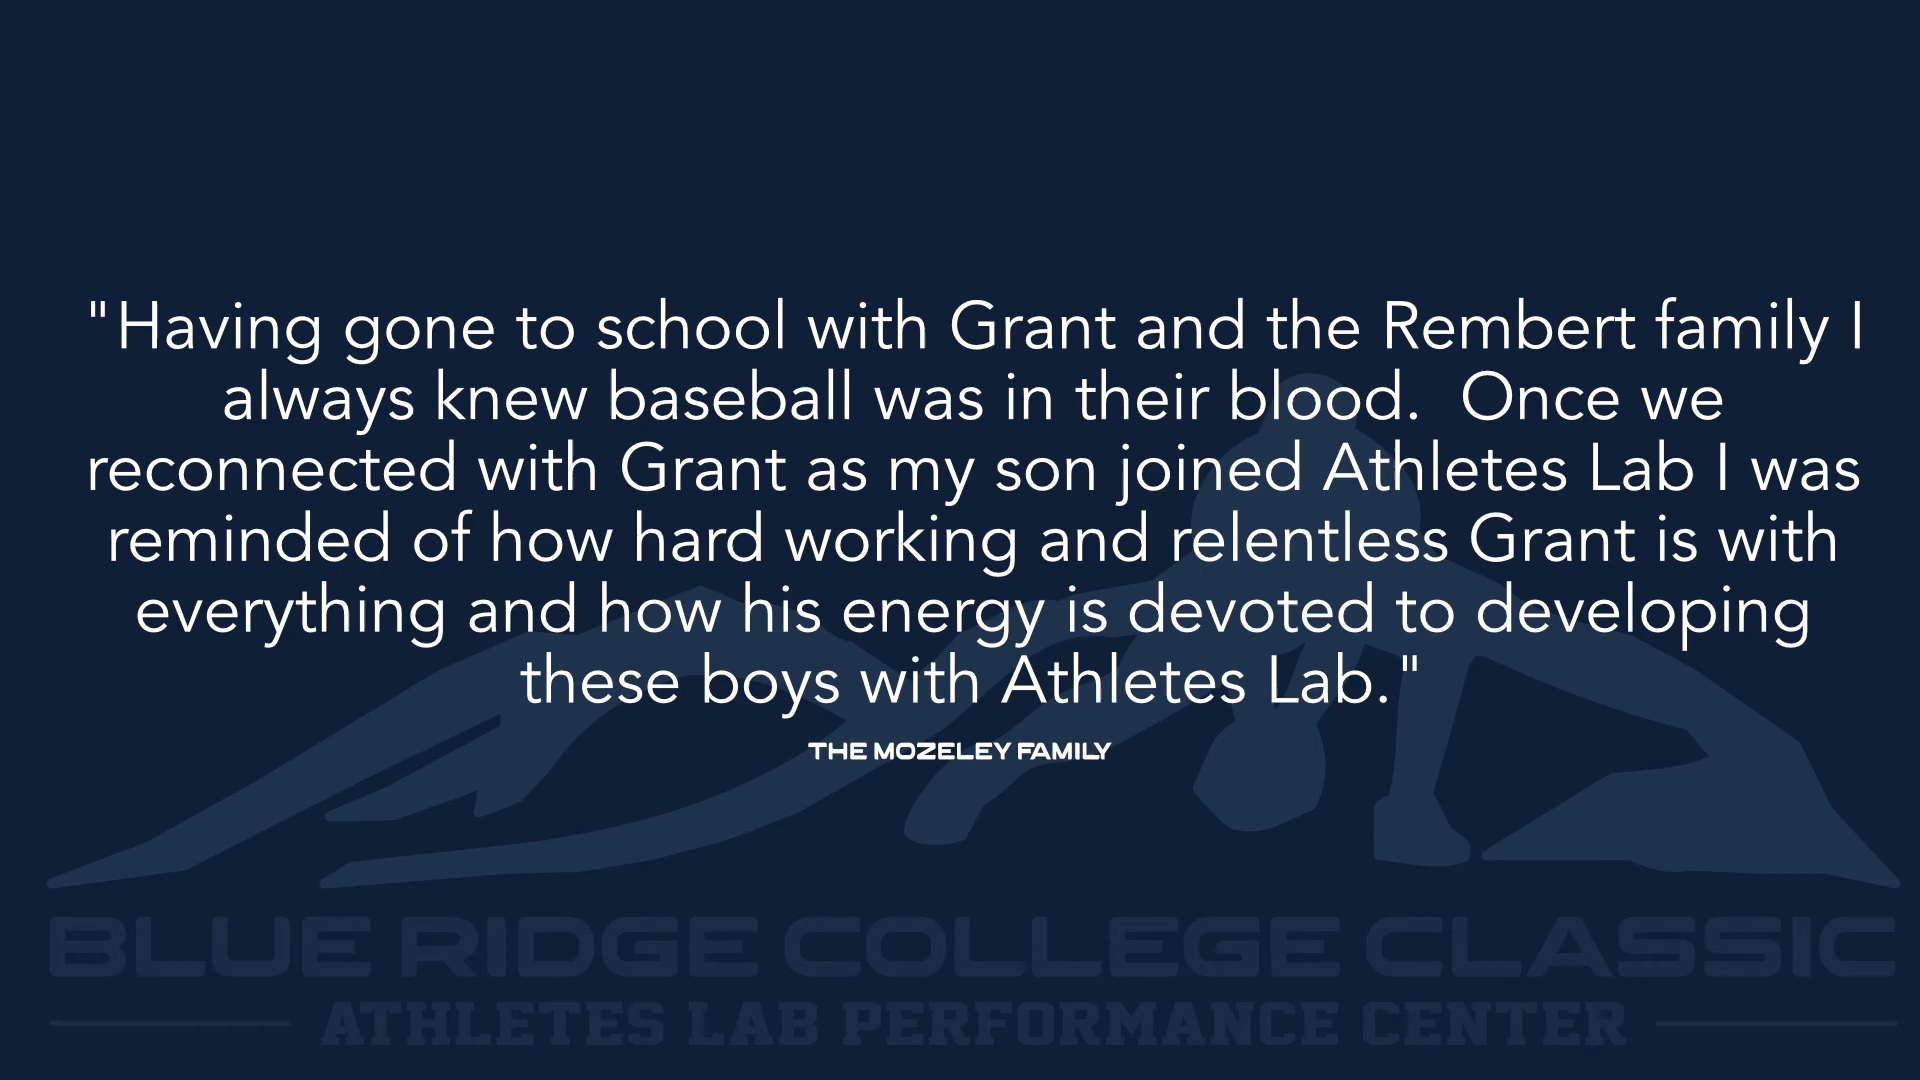 "Having gone to school with Grant and the Rembert family I
always knew baseball was in their blood.  Once we
reconnected with Grant as my son joined Athletes Lab I was
reminded of how hard working and relentless Grant is with
everything and how his energy is devoted to developing
these boys with Athletes Lab."
THE MOZELEY FAMILY
BLUE RIDGE COLLEGE CLASSIC
ATHLETES LAB PERFORMANCE CENTER